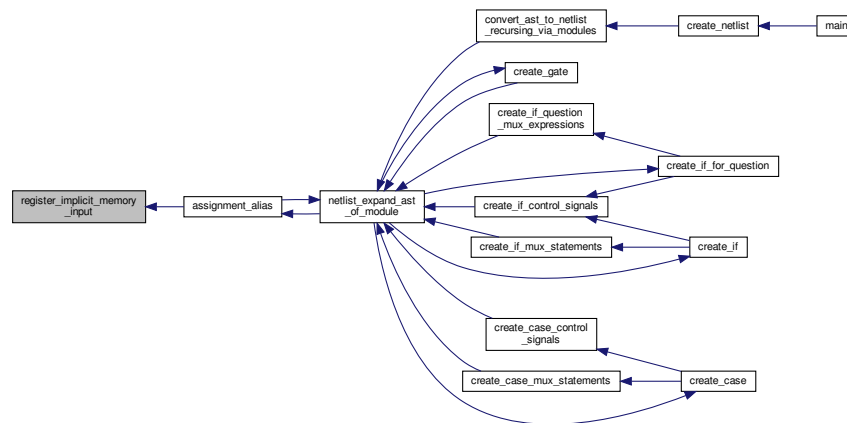 convert_ast_to_netlist
_recursing_via_modules
create_netlist
main
create_gate
create_if_question
_mux_expressions
create_if_for_question
register_implicit_memory
_input
assignment_alias
netlist_expand_ast
_of_module
create_if_control_signals
create_if_mux_statements
create_if
create_case_control
_signals
create_case_mux_statements
create_case